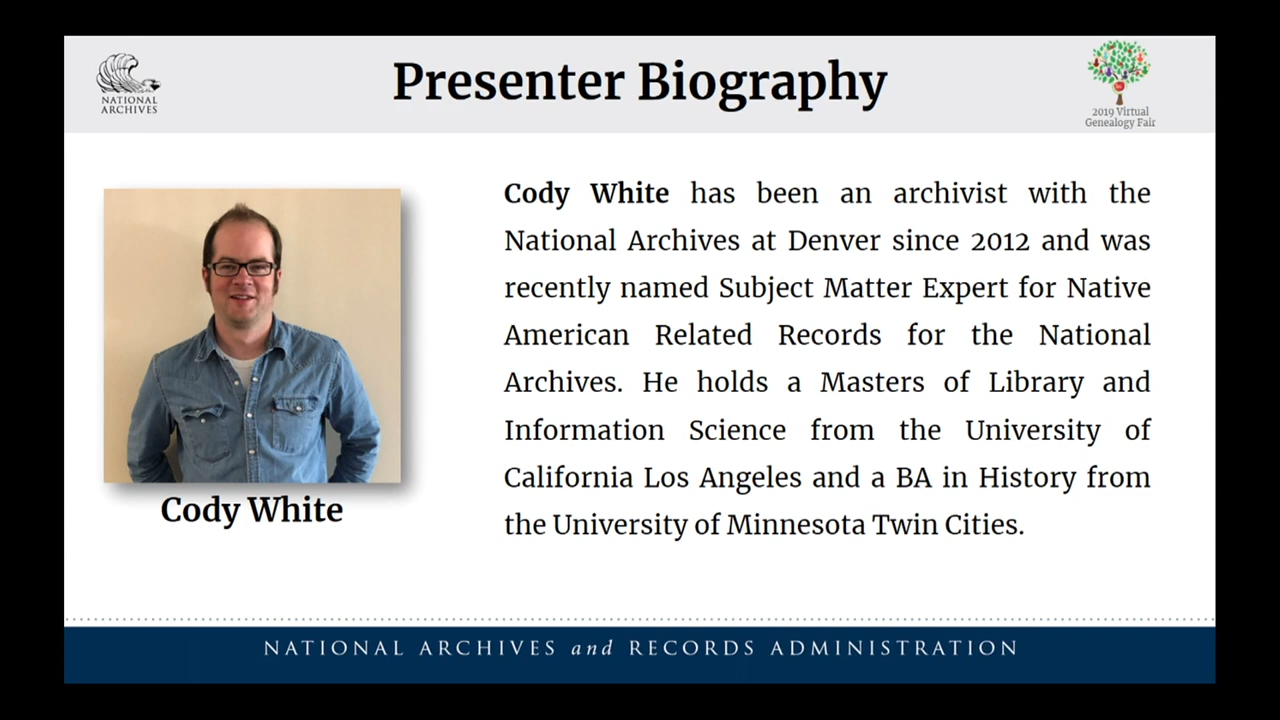 Presenter Biography
NATIONAL
ARCHIVES
2019 Virtual
Genealogy Fair
Cody White has been an archivist with the
National Archives at Denver since 2012 and was
recently named Subject Matter Expert for Native
American Related Records for the National
Archives. He holds a Masters of Library and
Information Science from the University of
California Los Angeles and a BA in History from
the University of Minnesota Twin Cities.
Cody White
NATIONAL ARCHIVES and RECORDS ADMINISTRATION